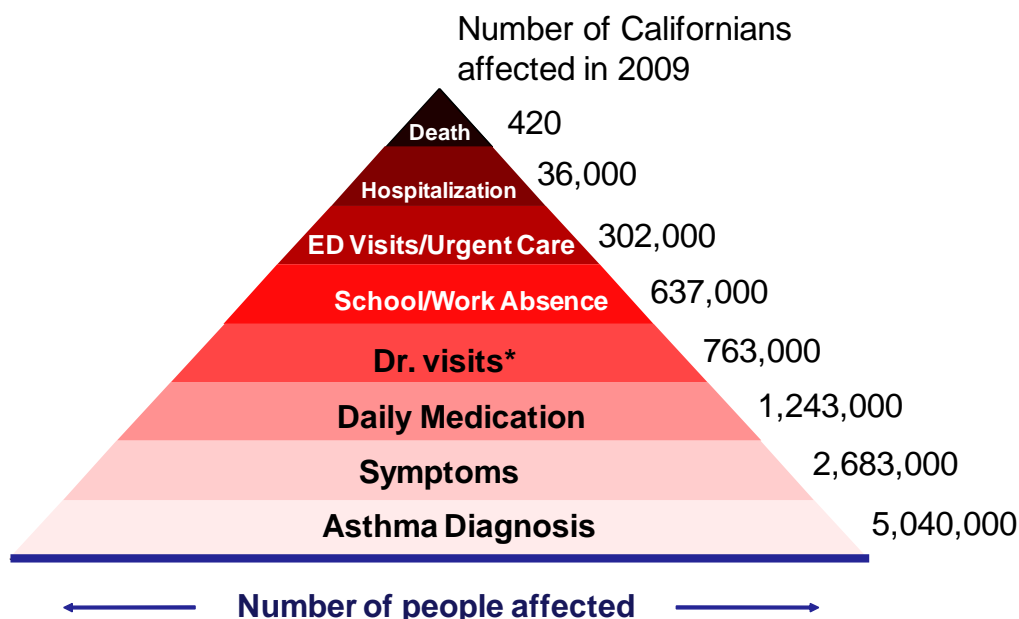 Number of Californians
affected in 2009
Death 420
Hospitalization 36,000
ED Visits/Urgent Care 302,000
School/Work Absence 637,000
Dr. visits* 763,000
Daily Medication 1,243,000
Symptoms 2,683,000
Asthma Diagnosis 5,040,000
Number of people affected